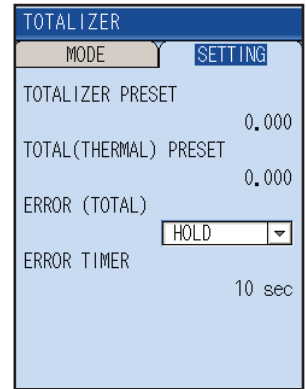 TOTALIZER
MODE SETTING
TOTALIZER PRESET
0.000
TOTAL(THERMAL) PRESET
0.000
ERROR (TOTAL)
HOLD
ERROR TIMER
10 sec